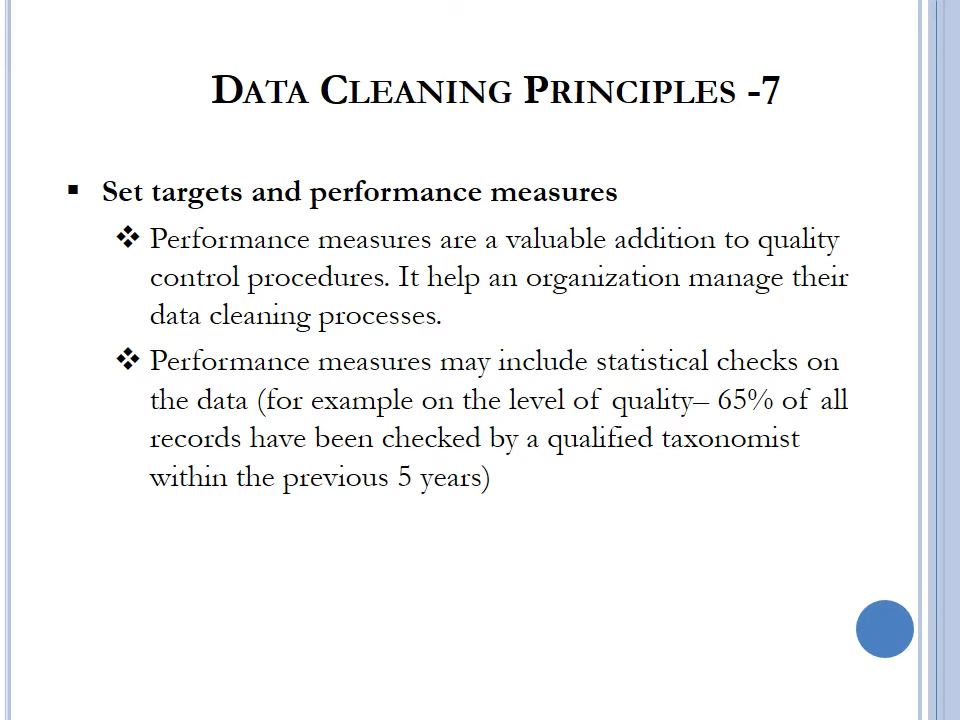 DATA CLEANING PRINCIPLES -7
▪ Set targets and performance measures
❖ Performance measures are a valuable addition to quality
control procedures. It help an organization manage their
data cleaning processes.
❖ Performance measures may include statistical checks on
the data (for example on the level of quality– 65% of all
records have been checked by a qualified taxonomist
within the previous 5 years)